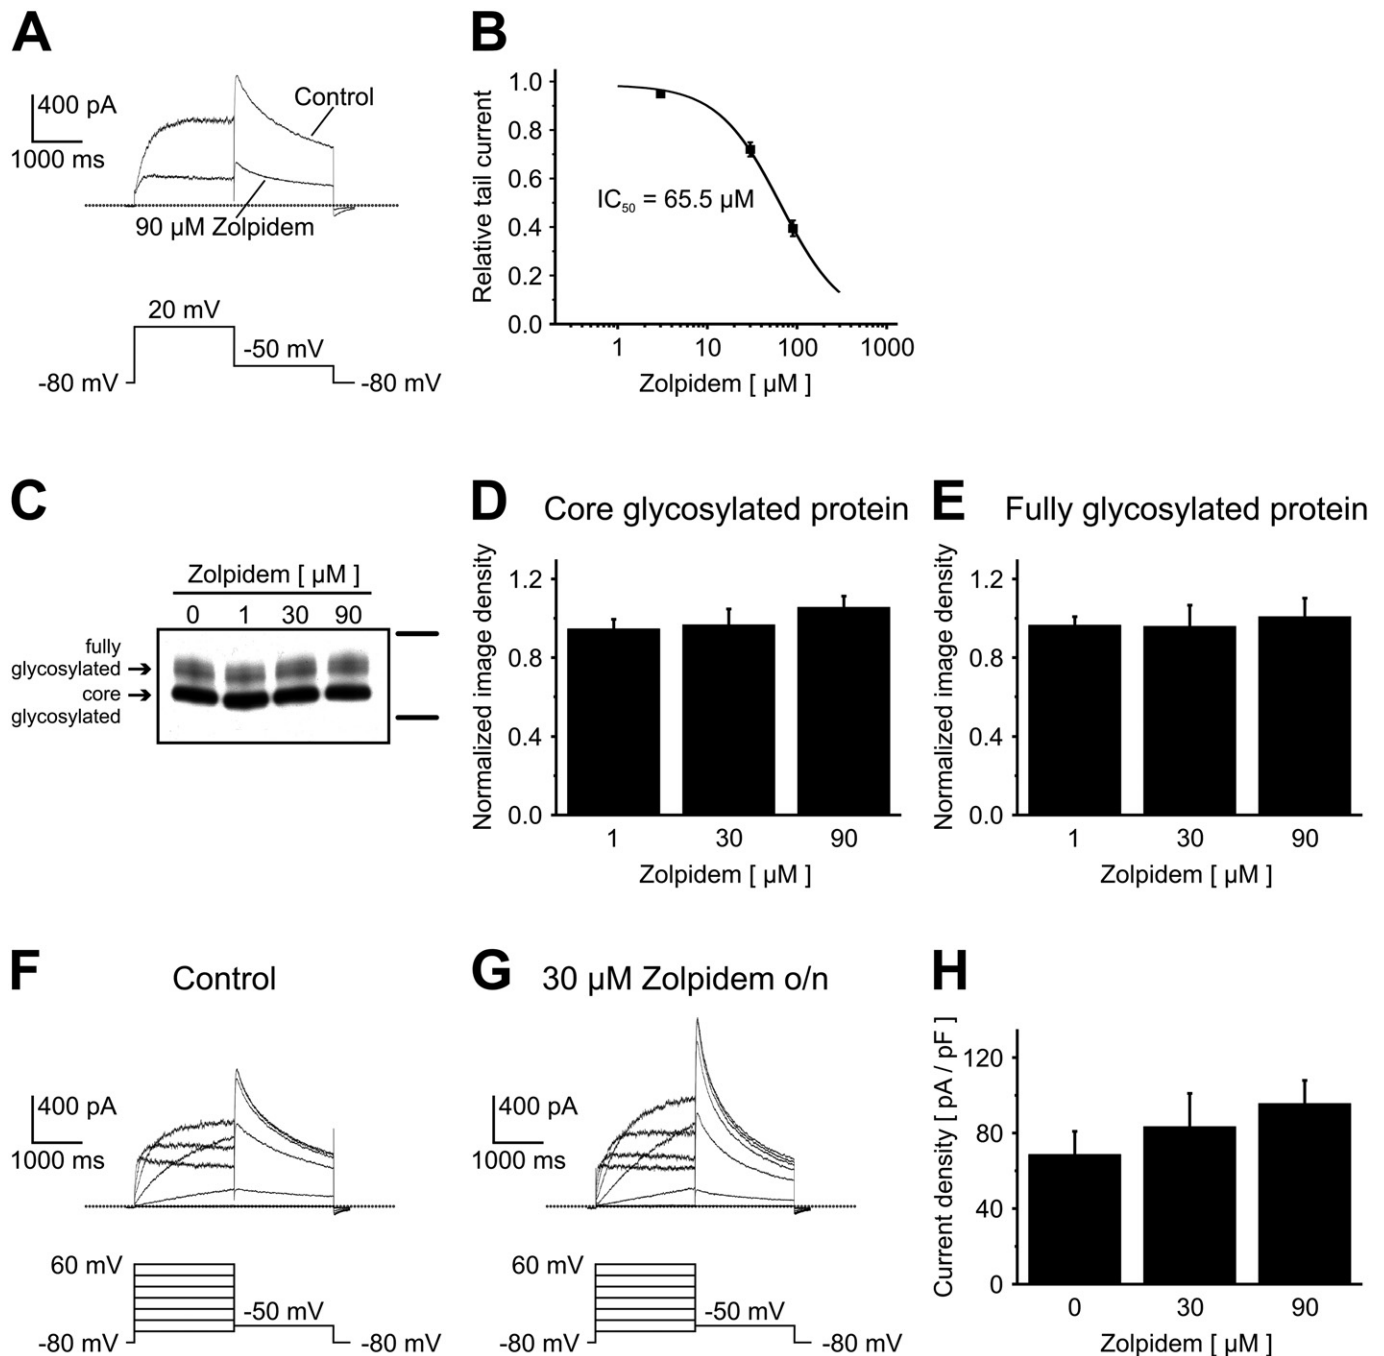 A
400 pA
1000 ms
Control
90 µM Zolpidem
20 mV
-50 mV
-80 mV
-80 mV
B
Relative tail current
1.0
0.8
0.6
0.4
0.2
0.0
IC50 = 65.5 µM
1 10 100 1000
Zolpidem [ µM ]
C
Zolpidem [ µM ]
0 1 30 90
fully
glycosylated
core
glycosylated
D Core glycosylated protein
Normalized image density
1.2
0.8
0.4
0.0
1 30 90
Zolpidem [ µM ]
E Fully glycosylated protein
Normalized image density
1.2
0.8
0.4
0.0
1 30 90
Zolpidem [ µM ]
F Control
400 pA
1000 ms
60 mV
-50 mV
-80 mV
-80 mV
G 30 µM Zolpidem o/n
400 pA
1000 ms
60 mV
-50 mV
-80 mV
-80 mV
H
Current density [ pA / pF ]
120
80
40
0
0 30 90
Zolpidem [ µM ]